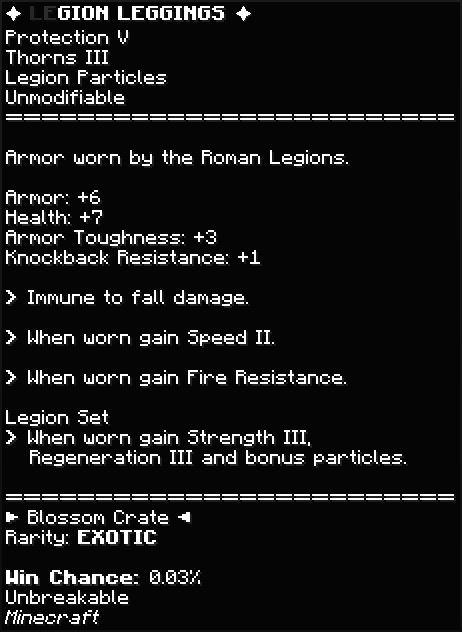 ✦ LEGION LEGGINGS ✦
Protection V
Thorns III
Legion Particles
Unmodifiable
======================================
Armor worn by the Roman Legions.
Armor: +6
Health: +7
Armor Toughness: +3
Knockback Resistance: +1
> Immune to fall damage.
> When worn gain Speed II.
> When worn gain Fire Resistance.
Legion Set
> When worn gain Strength III,
Regeneration III and bonus particles.
======================================
► Blossom Crate ◄
Rarity: EXOTIC
Win Chance: 0.03%
Unbreakable
Minecraft